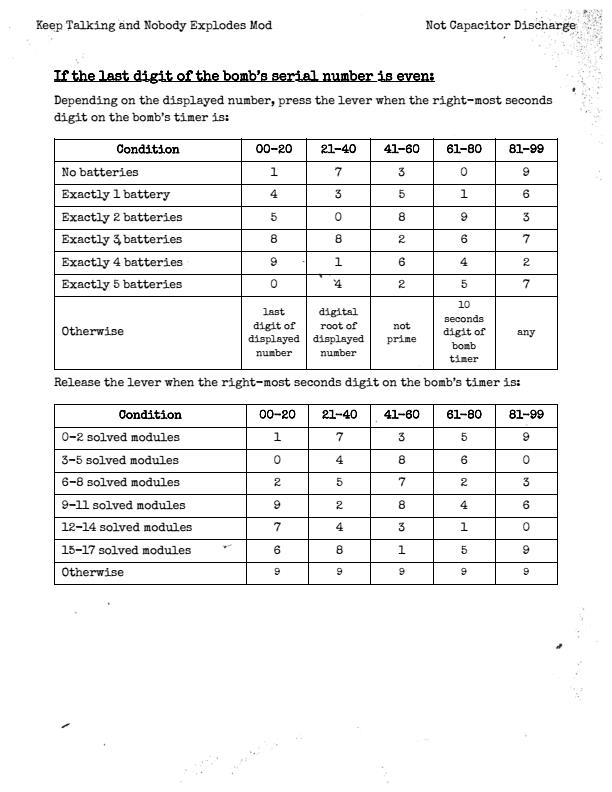 Keep Talking and Nobody Explodes Mod Not Capacitor Discharge
If the last digit of the bomb's serial number is even:
Depending on the displayed number, press the lever when the right-most seconds
digit on the bomb's timer is:
Condition 00-20 21-40 41-60 61-80 81-99
No batteries 1 7 3 0 9
Exactly 1 battery 4 3 5 1 6
Exactly 2 batteries 5 0 8 9 3
Exactly 3 batteries 8 8 2 6 7
Exactly 4 batteries 9 1 6 4 2
Exactly 5 batteries 0 4 2 5 7
Otherwise last digit of displayed number digital root of displayed number not prime 10 seconds digit of bomb timer any
Release the lever when the right-most seconds digit on the bomb's timer is:
Condition 00-20 21-40 41-60 61-80 81-99
0-2 solved modules 1 7 3 5 9
3-5 solved modules 0 4 8 6 0
6-8 solved modules 2 5 7 2 3
9-11 solved modules 9 2 8 4 6
12-14 solved modules 7 4 3 1 0
15-17 solved modules 6 8 1 5 9
Otherwise 9 9 9 9 9